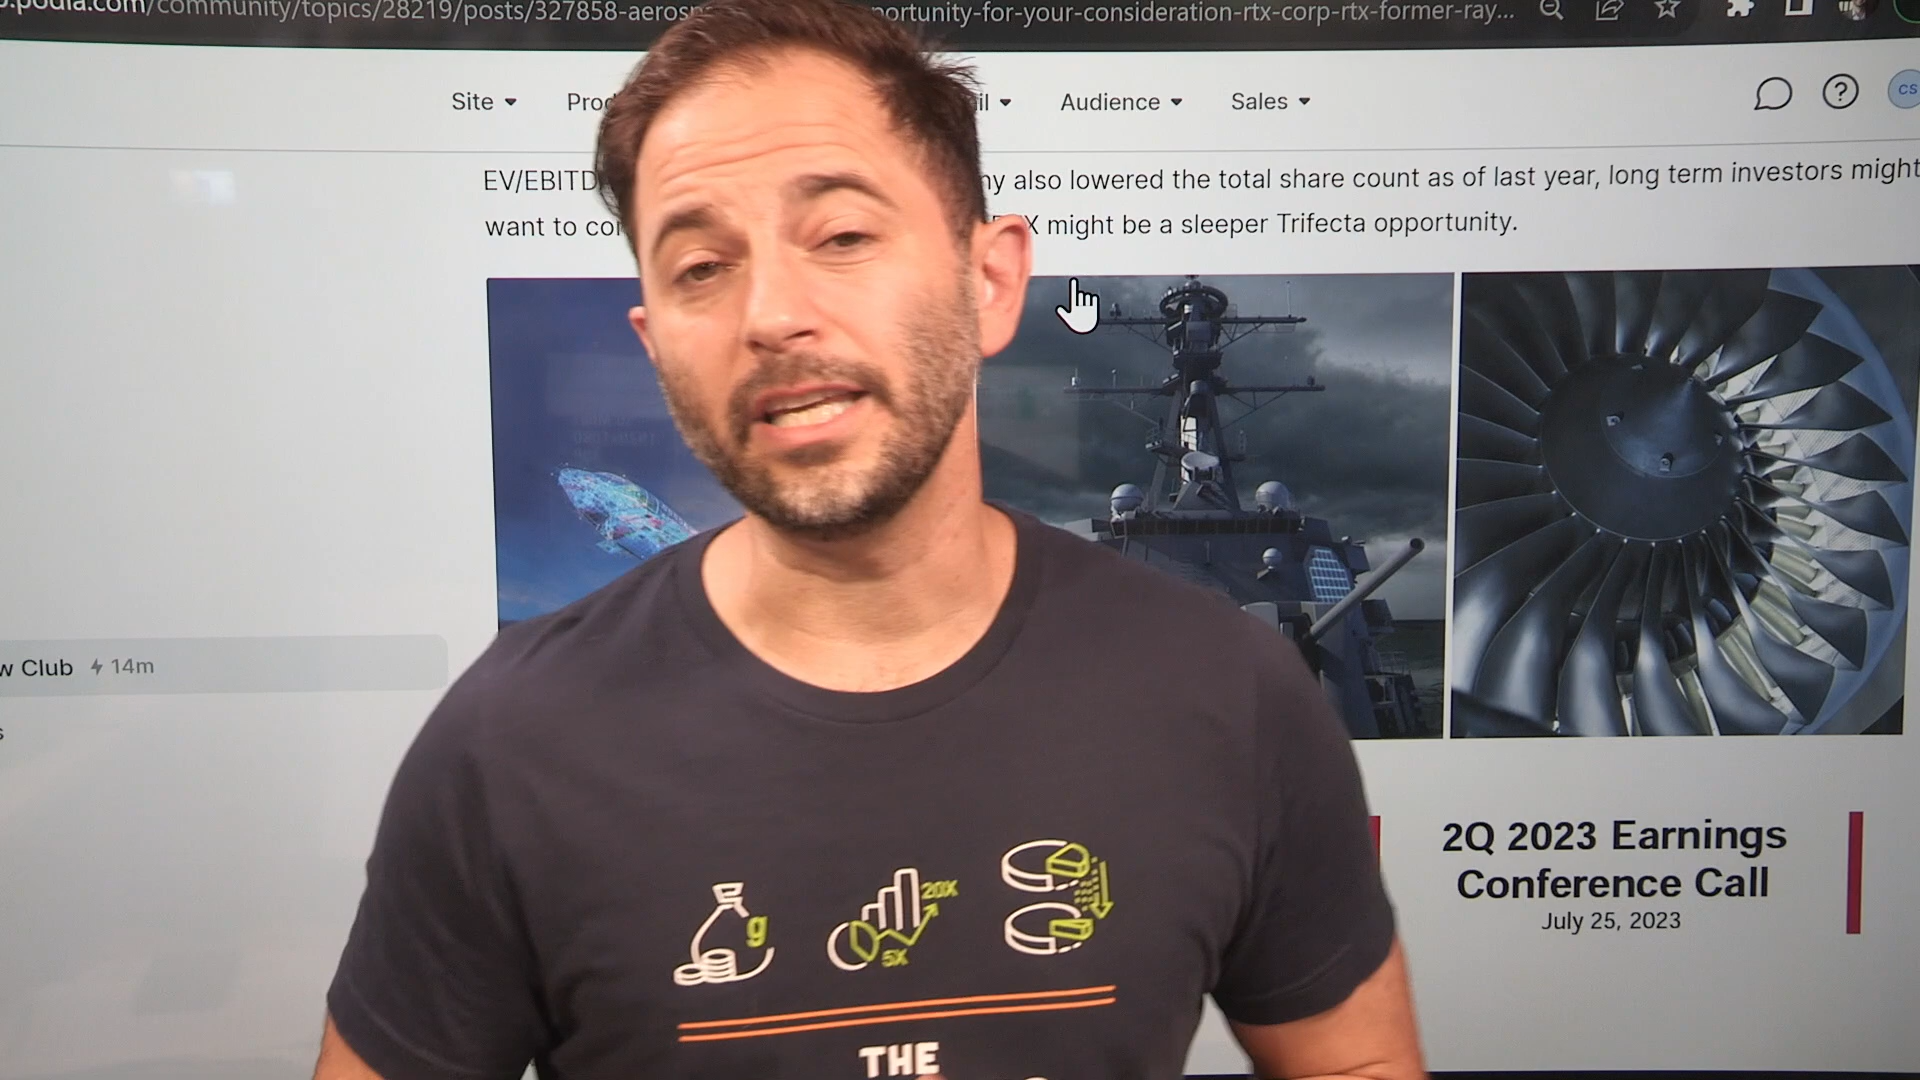 .podia.com/community/topics/28219/posts/327858-aerosp portunity-for-your-consideration-rtx-corp-rtx-former-ray...
Site Prod il Audience Sales
CS
EV/EBITD ny also lowered the total share count as of last year, long term investors might
want to co X might be a sleeper Trifecta opportunity.
w Club 14m
s
2Q 2023 Earnings
Conference Call
July 25, 2023
g 5X 20X
THE